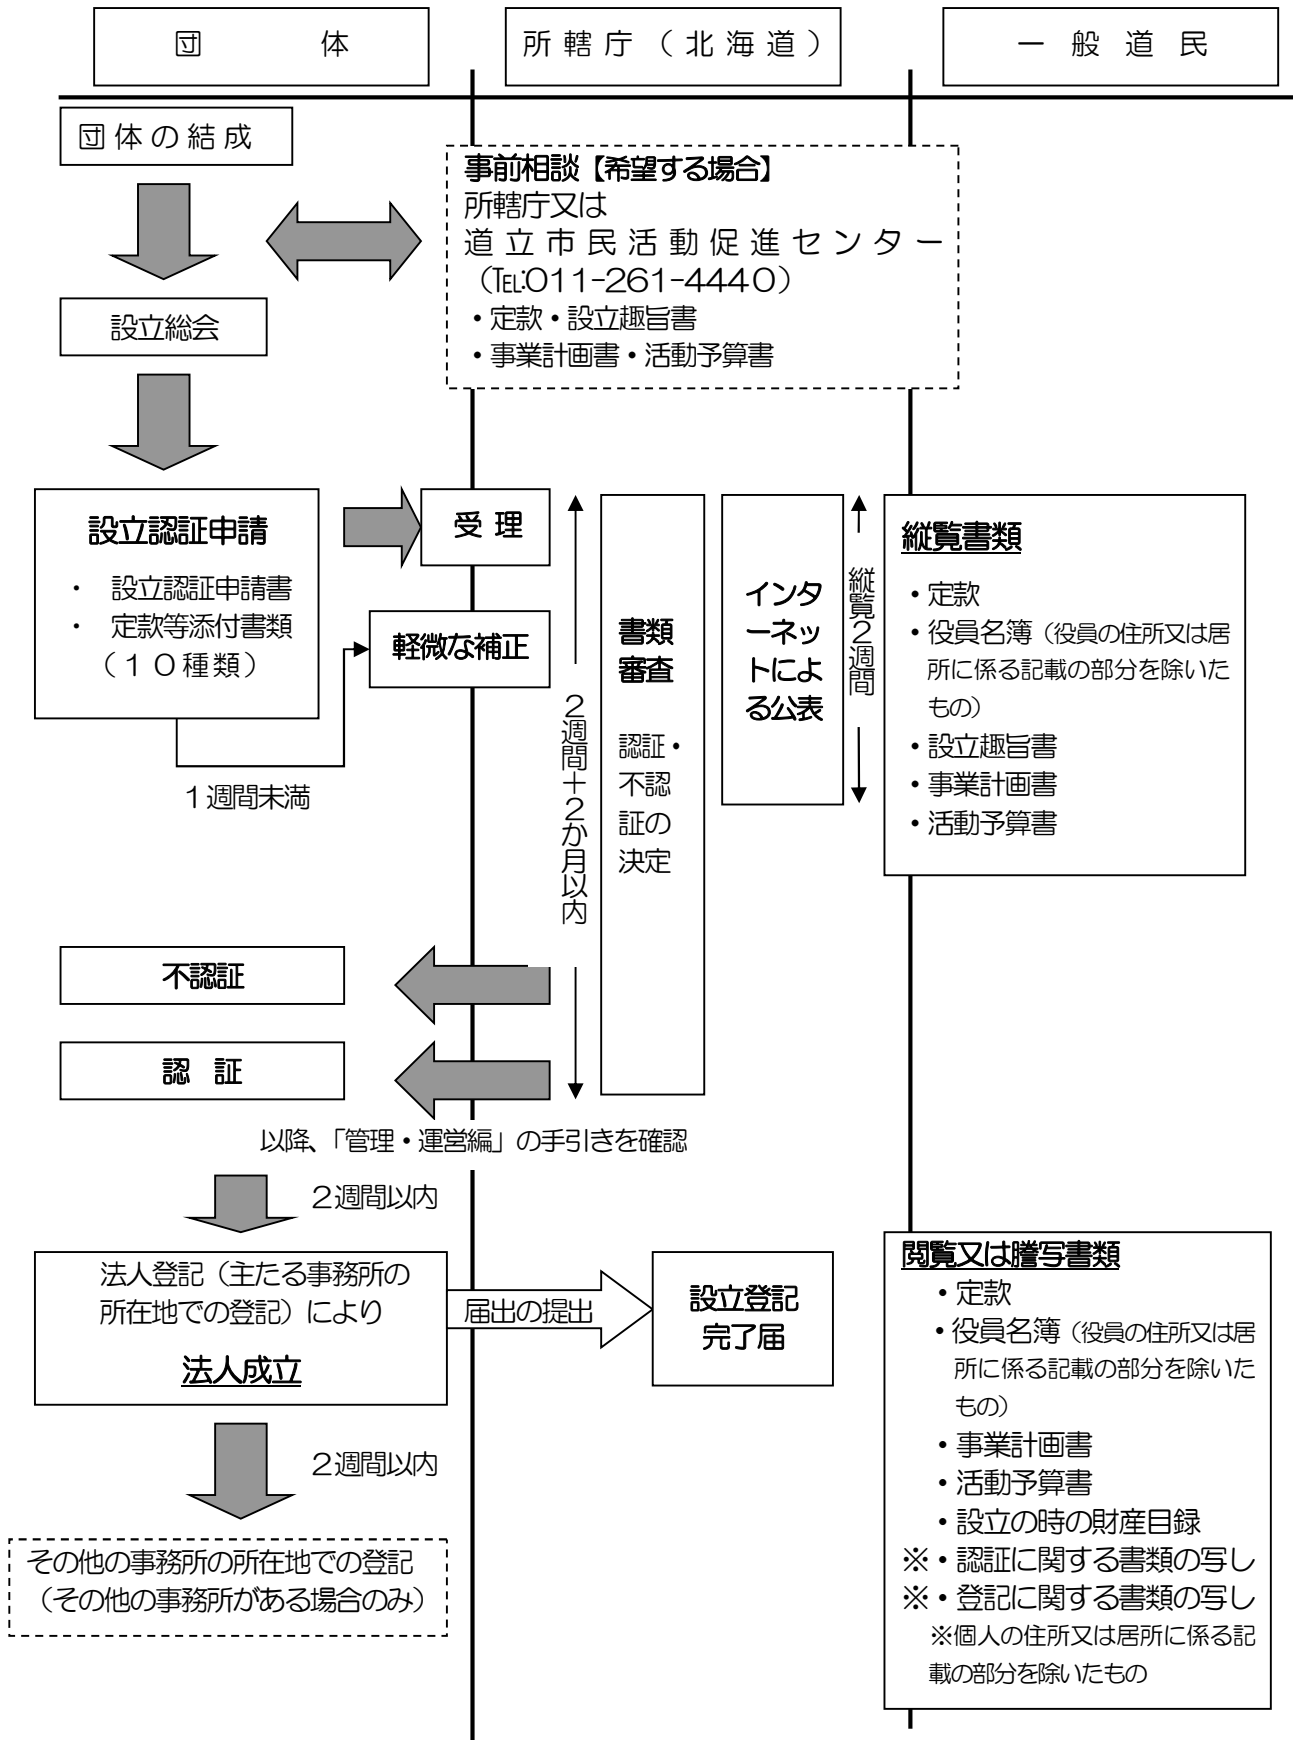 団体
所轄庁（北海道）
一般道民
団体の結成
事前相談【希望する場合】
所轄庁又は
道立市民活動促進センター
（℡:011-261-4440）
・定款・設立趣旨書
・事業計画書・活動予算書
設立総会
設立認証申請
・ 設立認証申請書
・ 定款等添付書類
（１０種類）
受理
軽微な補正
１週間未満
２週間＋２か月以内
書類
審査
認証・
不認
証の
決定
インタ
ーネッ
トによ
る公表
縦覧２週間
縦覧書類
・定款
・役員名簿（役員の住所又は居
所に係る記載の部分を除いた
もの）
・設立趣旨書
・事業計画書
・活動予算書
不認証
認証
以降、「管理・運営編」の手引きを確認
２週間以内
法人登記（主たる事務所の
所在地での登記）により
法人成立
届出の提出
設立登記
完了届
２週間以内
その他の事務所の所在地での登記
（その他の事務所がある場合のみ）
閲覧又は謄写書類
・定款
・役員名簿（役員の住所又は居
所に係る記載の部分を除いた
もの）
・事業計画書
・活動予算書
・設立の時の財産目録
※・認証に関する書類の写し
※・登記に関する書類の写し
※個人の住所又は居所に係る記
載の部分を除いたもの